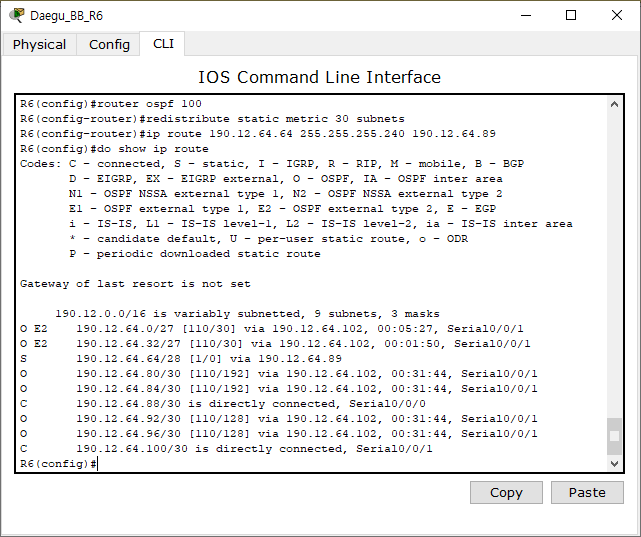 Daegu_BB_R6
Physical Config CLI
IOS Command Line Interface
R6(config)#router ospf 100
R6(config-router)#redistribute static metric 30 subnets
R6(config-router)#ip route 190.12.64.64 255.255.255.240 190.12.64.89
R6(config)#do show ip route
Codes: C - connected, S - static, I - IGRP, R - RIP, M - mobile, B - BGP
       D - EIGRP, EX - EIGRP external, O - OSPF, IA - OSPF inter area
       N1 - OSPF NSSA external type 1, N2 - OSPF NSSA external type 2
       E1 - OSPF external type 1, E2 - OSPF external type 2, E - EGP
       i - IS-IS, L1 - IS-IS level-1, L2 - IS-IS level-2, ia - IS-IS inter area
       * - candidate default, U - per-user static route, o - ODR
       P - periodic downloaded static route
Gateway of last resort is not set
     190.12.0.0/16 is variably subnetted, 9 subnets, 3 masks
O E2    190.12.64.0/27 [110/30] via 190.12.64.102, 00:05:27, Serial0/0/1
O E2    190.12.64.32/27 [110/30] via 190.12.64.102, 00:01:50, Serial0/0/1
S       190.12.64.64/28 [1/0] via 190.12.64.89
O       190.12.64.80/30 [110/192] via 190.12.64.102, 00:31:44, Serial0/0/1
O       190.12.64.84/30 [110/192] via 190.12.64.102, 00:31:44, Serial0/0/1
C       190.12.64.88/30 is directly connected, Serial0/0/0
O       190.12.64.92/30 [110/128] via 190.12.64.102, 00:31:44, Serial0/0/1
O       190.12.64.96/30 [110/128] via 190.12.64.102, 00:31:44, Serial0/0/1
C       190.12.64.100/30 is directly connected, Serial0/0/1
R6(config)#
Copy Paste